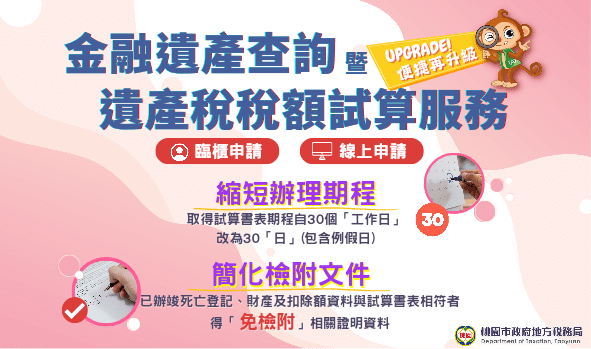 金融遺產查詢暨
UPGRADE!
便捷再升級
遺產稅稅額試算服務
臨櫃申請
線上申請
縮短辦理期程
取得試算書表期程自30個「工作日」
改為30「日」(包含例假日)
30
簡化檢附文件
已辦竣死亡登記、財產及扣除額資料與試算書表相符者
得「免檢附」相關證明資料
桃園市政府地方稅務局
Department of Taxation, Taoyuan